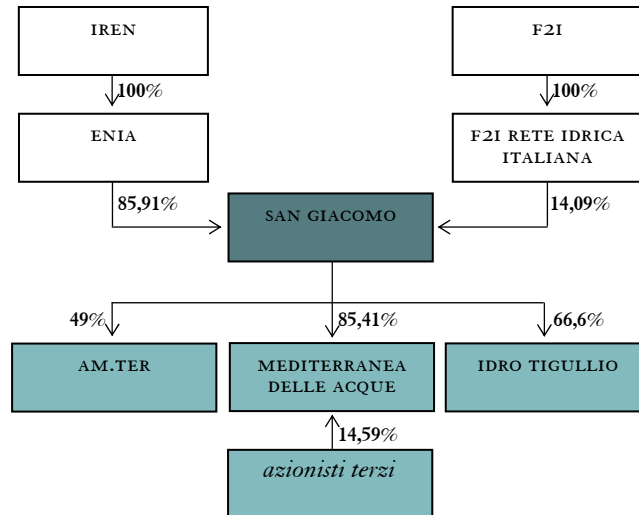 IREN
F2I
100%
100%
ENIA
F2I RETE IDRICA
ITALIANA
85,91%
14,09%
SAN GIACOMO
49%
85,41%
66,6%
AM.TER
MEDITERRANEA
DELLE ACQUE
IDRO TIGULLIO
14,59%
azionisti terzi